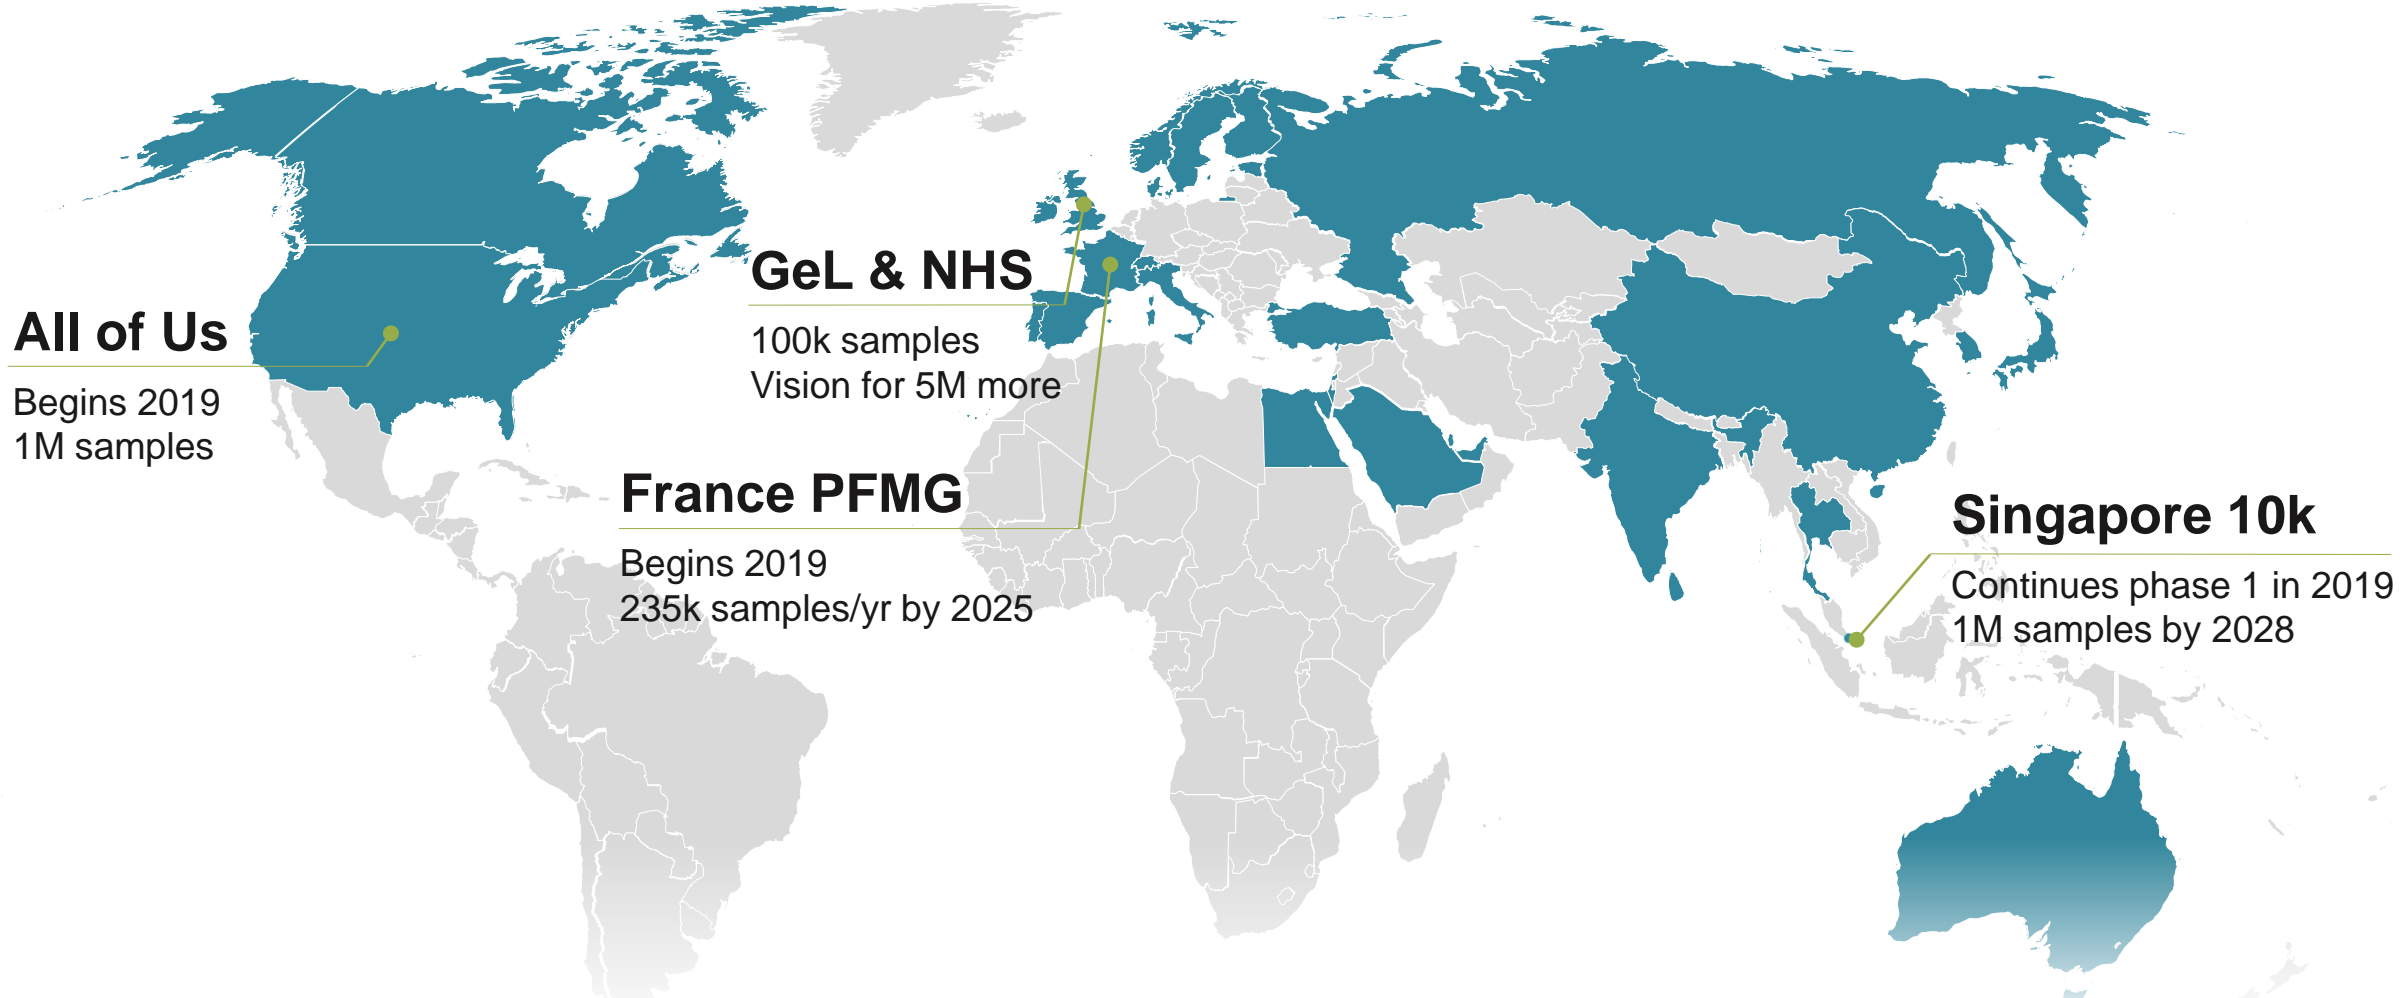 All of Us
Begins 2019
1M samples
GeL & NHS
100k samples
Vision for 5M more
France PFMG
Begins 2019
235k samples/yr by 2025
Singapore 10k
Continues phase 1 in 2019
1M samples by 2028